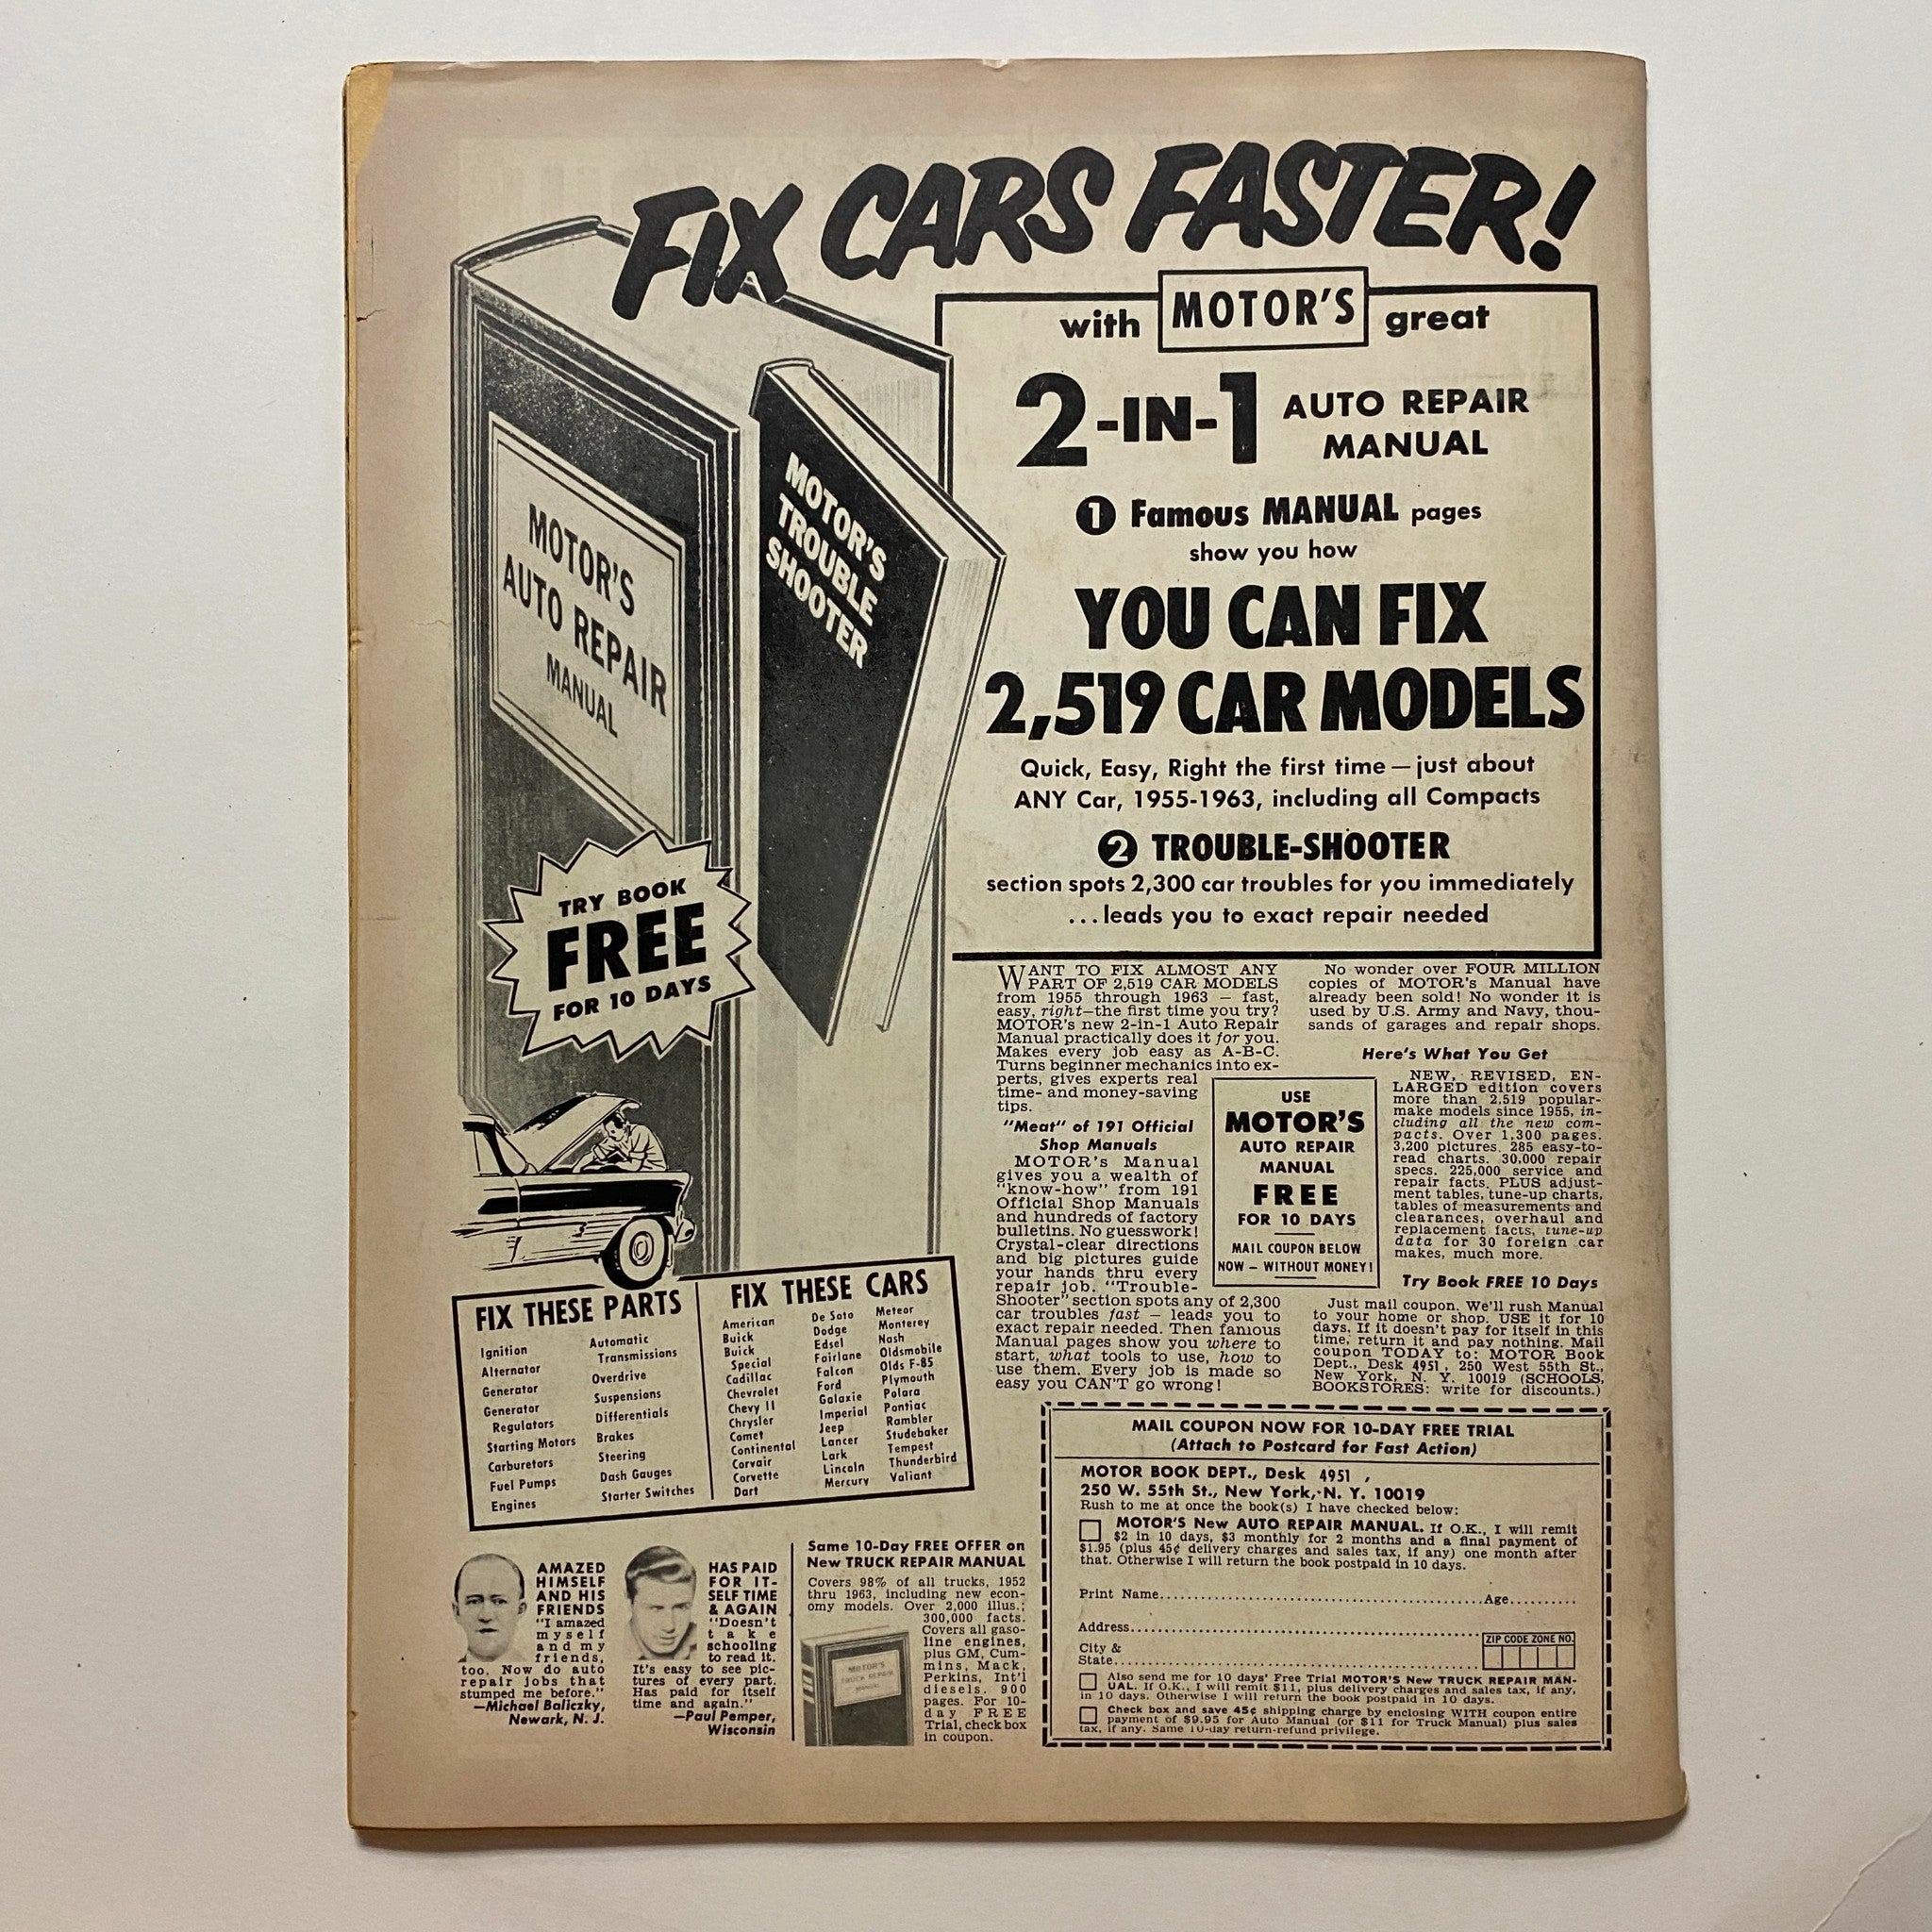 FIX CARS FASTER!
with MOTOR'S great
2-IN-1 AUTO REPAIR
MANUAL
1 Famous MANUAL pages
show you how
YOU CAN FIX
2,519 CAR MODELS
Quick, Easy, Right the first time—just about
ANY Car, 1955-1963, including all Compacts
2 TROUBLE-SHOOTER
section spots 2,300 car troubles for you immediately
...leads you to exact repair needed
MOTOR'S
AUTO REPAIR
MANUAL
MOTOR'S
TROUBLE
SHOOTER
TRY BOOK
FREE
FOR 10 DAYS
WANT TO FIX ALMOST ANY
PART OF 2,519 CAR MODELS
from 1955 through 1963 — fast,
easy, right—the first time you try?
MOTOR's new 2-in-1 Auto Repair
Manual practically does it for you.
Makes every job easy as A-B-C.
Turns beginner mechanics into ex-
perts, gives experts real
time- and money-saving
tips.
"Meat" of 191 Official
Shop Manuals
MOTOR's Manual
gives you a wealth of
"know-how" from 191
Official Shop Manuals
and hundreds of factory
bulletins. No guesswork!
Crystal-clear directions
and big pictures guide
your hands thru every
repair job. "Trouble-
Shooter" section spots any of 2,300
car troubles fast — leads you to
exact repair needed. Then famous
Manual pages show you where to
start, what tools to use, how to
use them. Every job is made so
easy you CAN'T go wrong!
USE
MOTOR'S
AUTO REPAIR
MANUAL
FREE
FOR 10 DAYS
MAIL COUPON BELOW
NOW — WITHOUT MONEY!
No wonder over FOUR MILLION
copies of MOTOR's Manual have
already been sold! No wonder it is
used by U.S. Army and Navy, thou-
sands of garages and repair shops.
Here's What You Get
NEW, REVISED, EN-
LARGED edition covers
more than 2,519 popular-
make models since 1955, in-
cluding all the new com-
pacts. Over 1,300 pages.
3,200 pictures. 285 easy-to-
read charts. 30,000 repair
specs. 225,000 service and
repair facts. PLUS adjust-
ment tables, tune-up charts,
tables of measurements and
clearances, overhaul and
replacement facts, tune-up
data for 30 foreign car
makes, much more.
Try Book FREE 10 Days
Just mail coupon. We'll rush Manual
to your home or shop. USE it for 10
days. If it doesn't pay for itself in this
time, return it and pay nothing. Mail
coupon TODAY to: MOTOR Book
Dept., Desk 4951, 250 West 55th St.,
New York, N. Y. 10019 (SCHOOLS,
BOOKSTORES: write for discounts.)
FIX THESE PARTS
Ignition
Alternator
Generator
Generator
Regulators
Starting Motors
Carburetors
Fuel Pumps
Engines
Automatic
Transmissions
Overdrive
Suspensions
Differentials
Brakes
Steering
Dash Gauges
Starter Switches
FIX THESE CARS
American
Buick
Buick
Special
Cadillac
Chevrolet
Chevy II
Chrysler
Comet
Continental
Corvair
Corvette
Dart
De Soto
Dodge
Edsel
Fairlane
Falcon
Ford
Galaxie
Imperial
Jeep
Lancer
Lark
Lincoln
Mercury
Meteor
Monterey
Nash
Oldsmobile
Olds F-85
Plymouth
Polara
Pontiac
Rambler
Studebaker
Tempest
Thunderbird
Valiant
AMAZED
HIMSELF
AND HIS
FRIENDS
"I amazed
myself
and my
friends,
too. Now do auto
repair jobs that
stumped me before."
—Michael Baliczky,
Newark, N. J.
HAS PAID
FOR IT-
SELF TIME
& AGAIN
"Doesn't
take
schooling
to read it.
It's easy to see pic-
tures of every part.
Has paid for itself
time and again."
—Paul Pemper,
Wisconsin
Same 10-Day FREE OFFER on
New TRUCK REPAIR MANUAL
Covers 98% of all trucks, 1952
thru 1963, including new econ-
omy models. Over 2,000 illus.;
300,000 facts.
Covers all gaso-
line engines,
plus GM, Cum-
mins, Mack,
Perkins, Int'l
diesels. 900
pages. For 10-
day FREE
Trial, check box
in coupon.
MOTOR'S
TRUCK REPAIR
MANUAL
MAIL COUPON NOW FOR 10-DAY FREE TRIAL
(Attach to Postcard for Fast Action)
MOTOR BOOK DEPT., Desk 4951 ,
250 W. 55th St., New York, N. Y. 10019
Rush to me at once the book(s) I have checked below:
MOTOR'S New AUTO REPAIR MANUAL. If O.K., I will remit
$2 in 10 days, $3 monthly for 2 months and a final payment of
$1.95 (plus 45¢ delivery charges and sales tax, if any) one month after
that. Otherwise I will return the book postpaid in 10 days.
Print Name Age
Address
City &
State
ZIP CODE ZONE NO.
Also send me for 10 days' Free Trial MOTOR'S New TRUCK REPAIR MAN-
UAL. If O.K., I will remit $11, plus delivery charges and sales tax, if any,
in 10 days. Otherwise I will return the book postpaid in 10 days.
Check box and save 45¢ shipping charge by enclosing WITH coupon entire
payment of $9.95 for Auto Manual (or $11 for Truck Manual) plus sales
tax, if any. Same 10-day return-refund privilege.